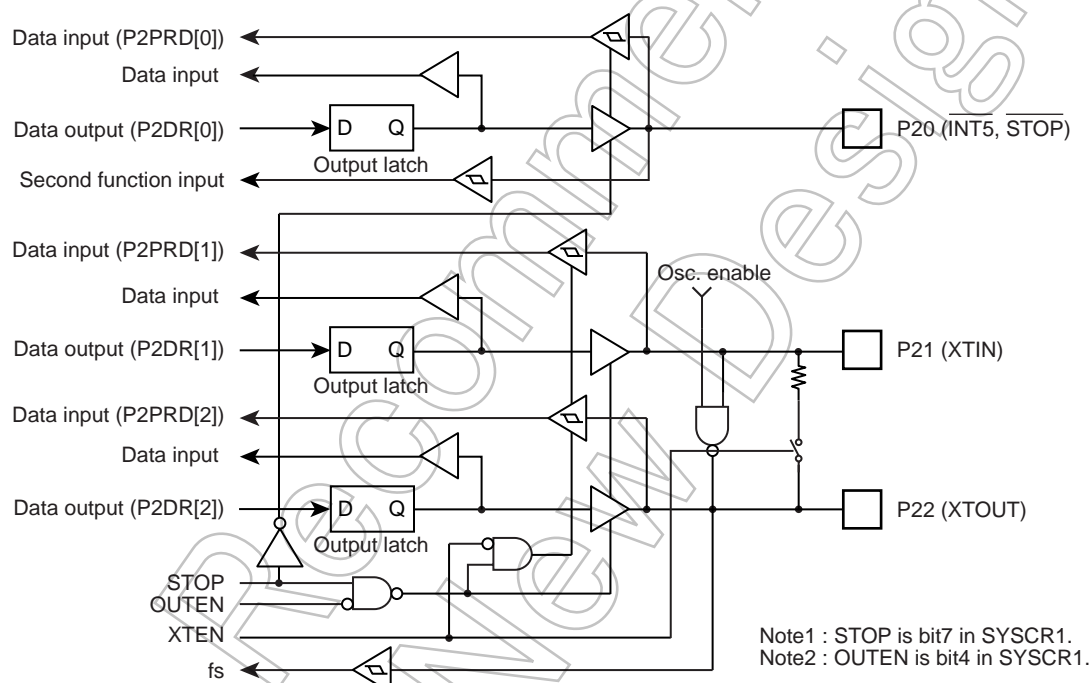 Data input (P2PRD[0])
Data input
Data output (P2DR[0])
D Q
Output latch
P20 (INT5, STOP)
Second function input
Data input (P2PRD[1])
Osc. enable
Data input
Data output (P2DR[1])
D Q
Output latch
P21 (XTIN)
Data input (P2PRD[2])
Data input
Data output (P2DR[2])
D Q
Output latch
P22 (XTOUT)
STOP
OUTEN
XTEN
fs
Note1 : STOP is bit7 in SYSCR1.
Note2 : OUTEN is bit4 in SYSCR1.